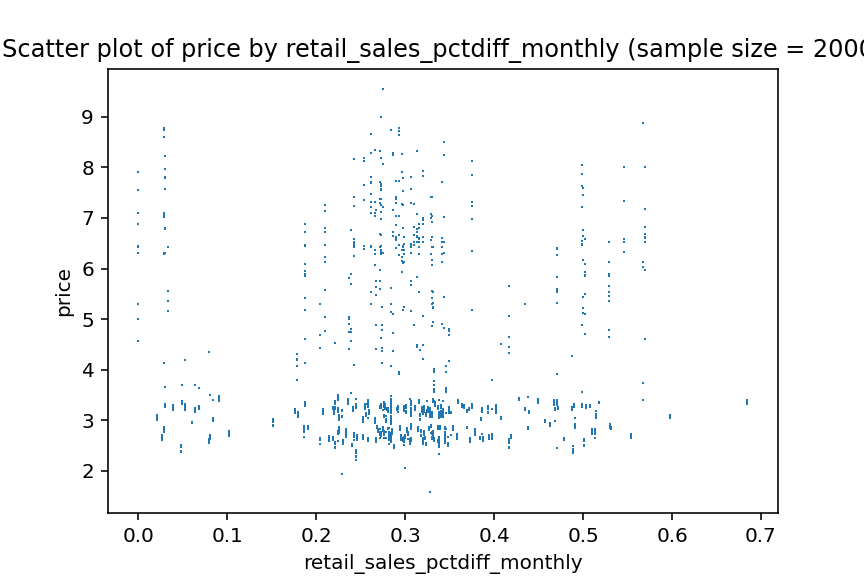 Scatter plot of price by retail_sales_pctdiff_monthly (sample size = 2000
9
8
7
6
5
4
3
2
price
0.0 0.1 0.2 0.3 0.4 0.5 0.6 0.7
retail_sales_pctdiff_monthly